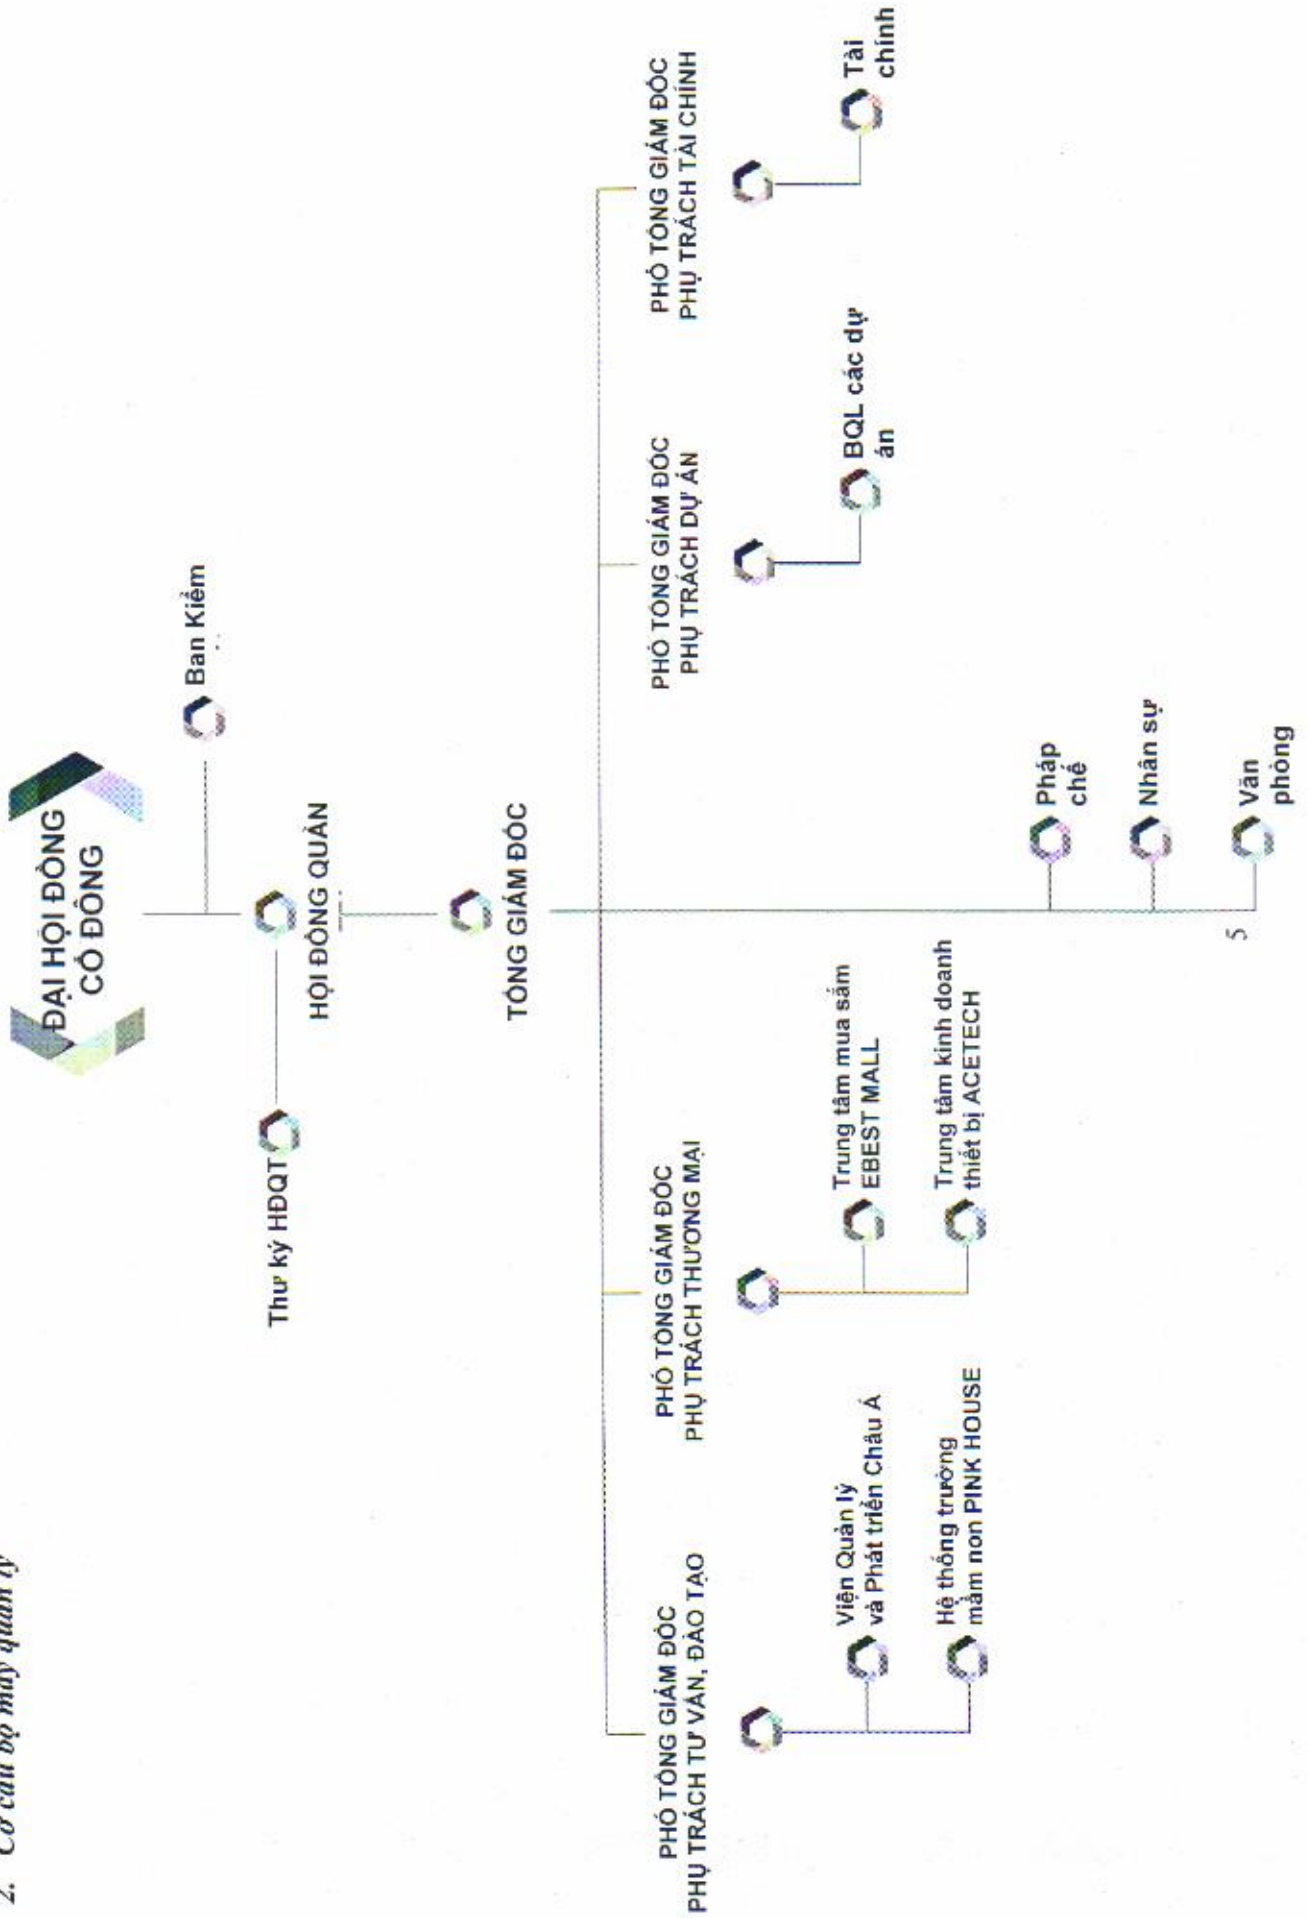 2. Cơ cấu bộ máy quản lý
ĐẠI HỘI ĐỒNG
CỔ ĐÔNG
Ban Kiểm
Thư ký HĐQT
HỘI ĐỒNG QUẢN
TỔNG GIÁM ĐỐC
PHÓ TỔNG GIÁM ĐỐC
PHỤ TRÁCH TƯ VẤN, ĐÀO TẠO
Viện Quản lý
và Phát triển Châu Á
Hệ thống trường
mầm non PINK HOUSE
PHÓ TỔNG GIÁM ĐỐC
PHỤ TRÁCH THƯƠNG MẠI
Trung tâm mua sắm
EBEST MALL
Trung tâm kinh doanh
thiết bị ACETECH
PHÓ TỔNG GIÁM ĐỐC
PHỤ TRÁCH DỰ ÁN
BQL các dự
án
PHÓ TỔNG GIÁM ĐỐC
PHỤ TRÁCH TÀI CHÍNH
Tài
chính
Pháp
chế
Nhân sự
Văn
phòng
5